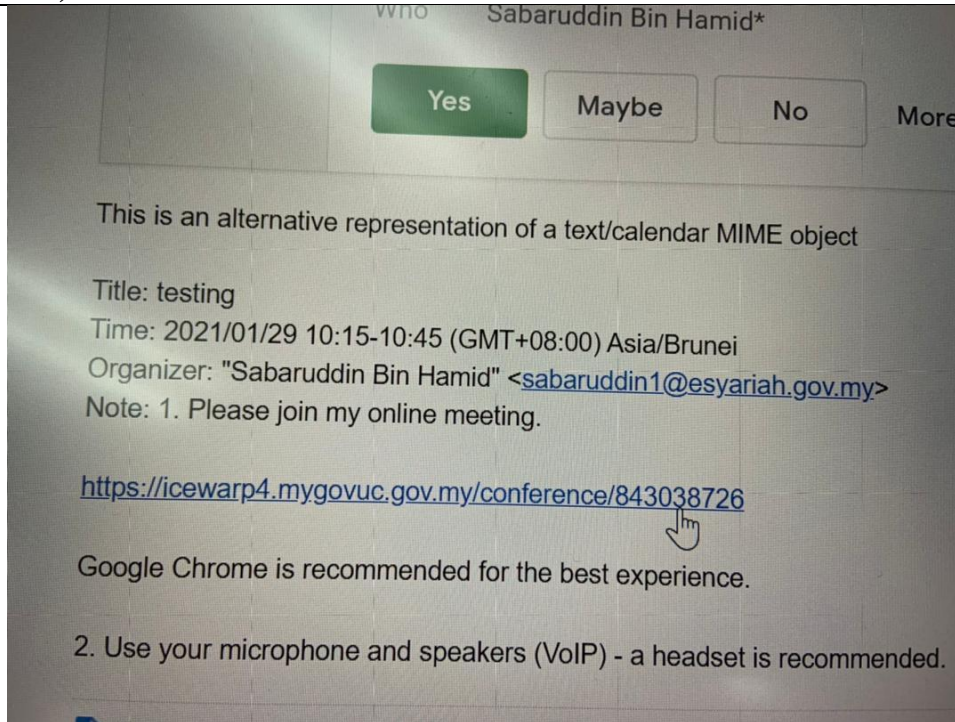 Who Sabaruddin Bin Hamid*
Yes Maybe No More
This is an alternative representation of a text/calendar MIME object
Title: testing
Time: 2021/01/29 10:15-10:45 (GMT+08:00) Asia/Brunei
Organizer: "Sabaruddin Bin Hamid" <sabaruddin1@esyariah.gov.my>
Note: 1. Please join my online meeting.
https://icewarp4.mygovuc.gov.my/conference/843038726
Google Chrome is recommended for the best experience.
2. Use your microphone and speakers (VoIP) - a headset is recommended.